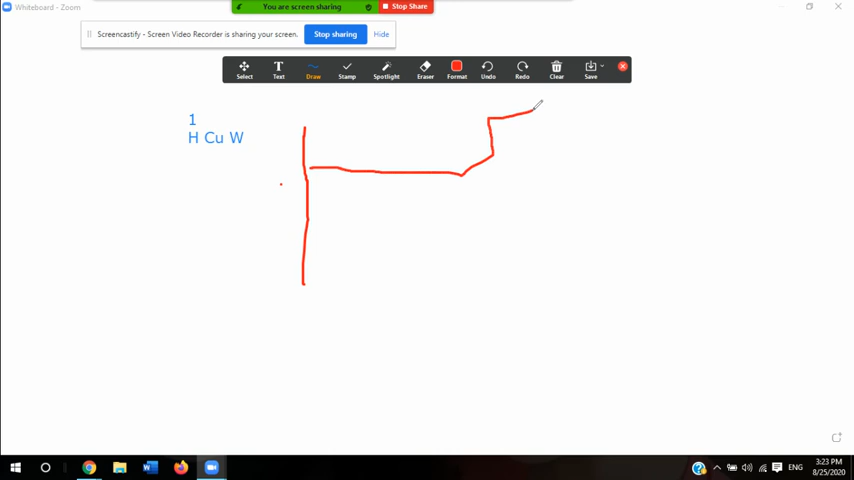 Whiteboard - Zoom
You are screen sharing
Stop Share
Screencastify - Screen Video Recorder is sharing your screen.
Stop sharing
Hide
Select
Text
Draw
Stamp
Spotlight
Eraser
Format
Undo
Redo
Clear
Save
1
H Cu W
ENG
3:23 PM
8/25/2020